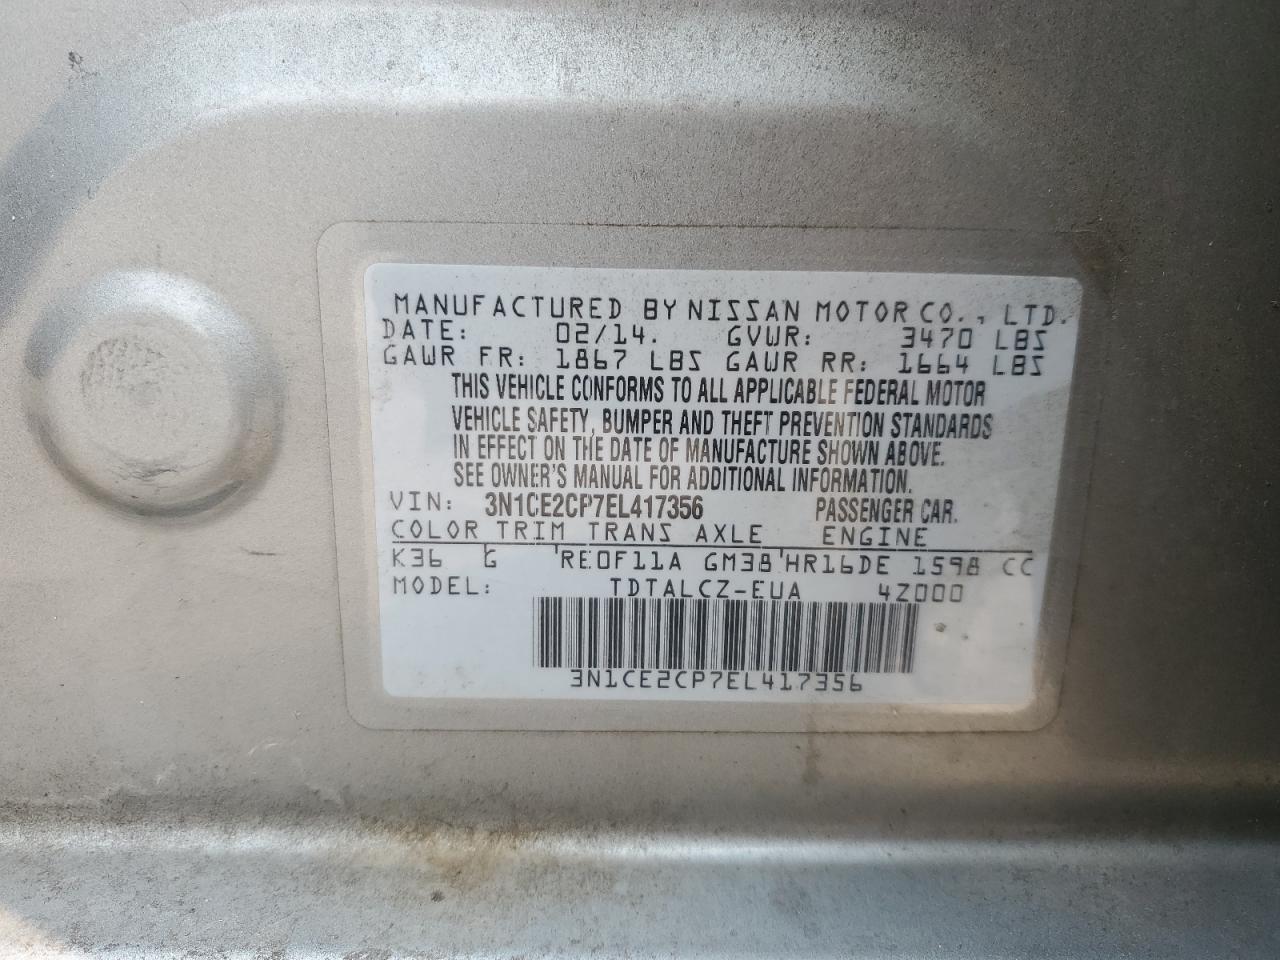 MANUFACTURED BY NISSAN MOTOR CO., LTD.
DATE: 02/14. GVWR: 3470 LBS
GAWR FR: 1867 LBS GAWR RR: 1664 LBS
THIS VEHICLE CONFORMS TO ALL APPLICABLE FEDERAL MOTOR
VEHICLE SAFETY, BUMPER AND THEFT PREVENTION STANDARDS
IN EFFECT ON THE DATE OF MANUFACTURE SHOWN ABOVE.
SEE OWNER'S MANUAL FOR ADDITIONAL INFORMATION.
VIN: 3N1CE2CP7EL417356 PASSENGER CAR.
COLOR TRIM TRANS AXLE ENGINE
K36 G RE0F11A GM38 HR16DE 1598 CC
MODEL: TDTALCZ-EUA 4Z000
3N1CE2CP7EL417356